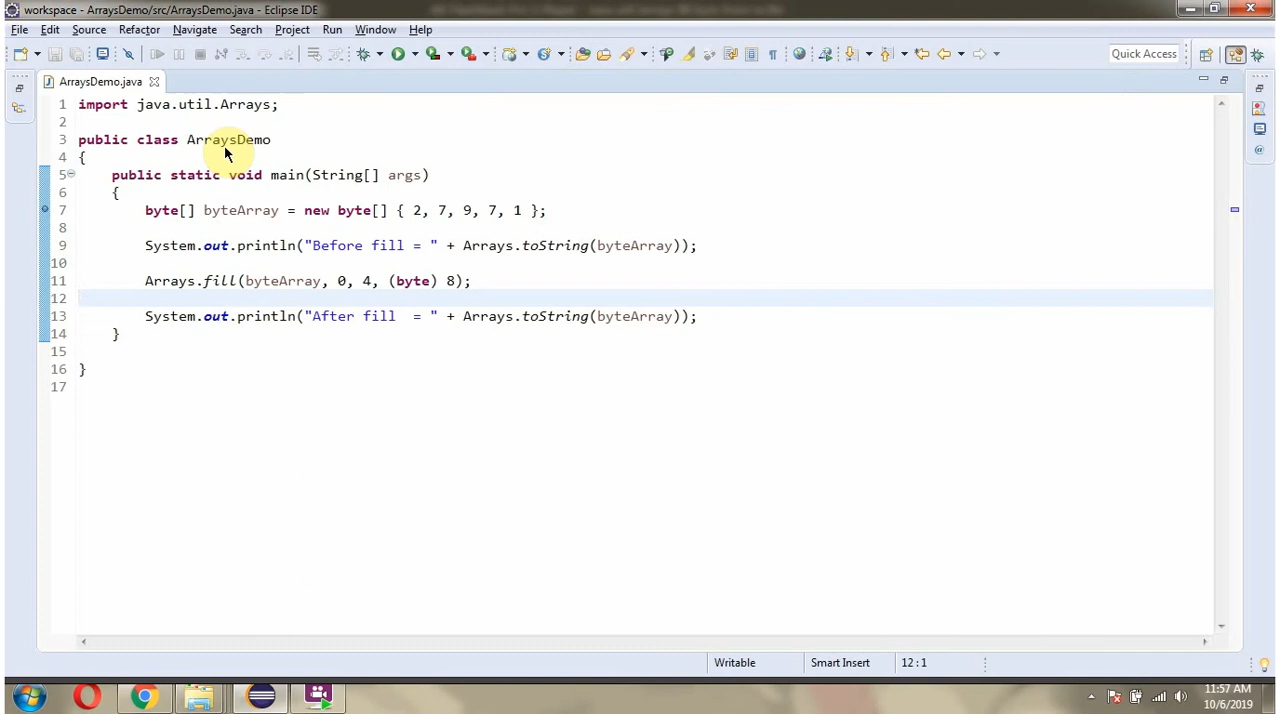 workspace - ArraysDemo/src/ArraysDemo.java - Eclipse IDE
File Edit Source Refactor Navigate Search Project Run Window Help
Quick Access
ArraysDemo.java
1 import java.util.Arrays;
2
3 public class ArraysDemo
4 {
5 public static void main(String[] args)
6 {
7 byte[] byteArray = new byte[] { 2, 7, 9, 7, 1 };
8
9 System.out.println("Before fill = " + Arrays.toString(byteArray));
10
11 Arrays.fill(byteArray, 0, 4, (byte) 8);
12
13 System.out.println("After fill  = " + Arrays.toString(byteArray));
14 }
15
16 }
17
Writable Smart Insert 12 : 1
11:57 AM
10/6/2019